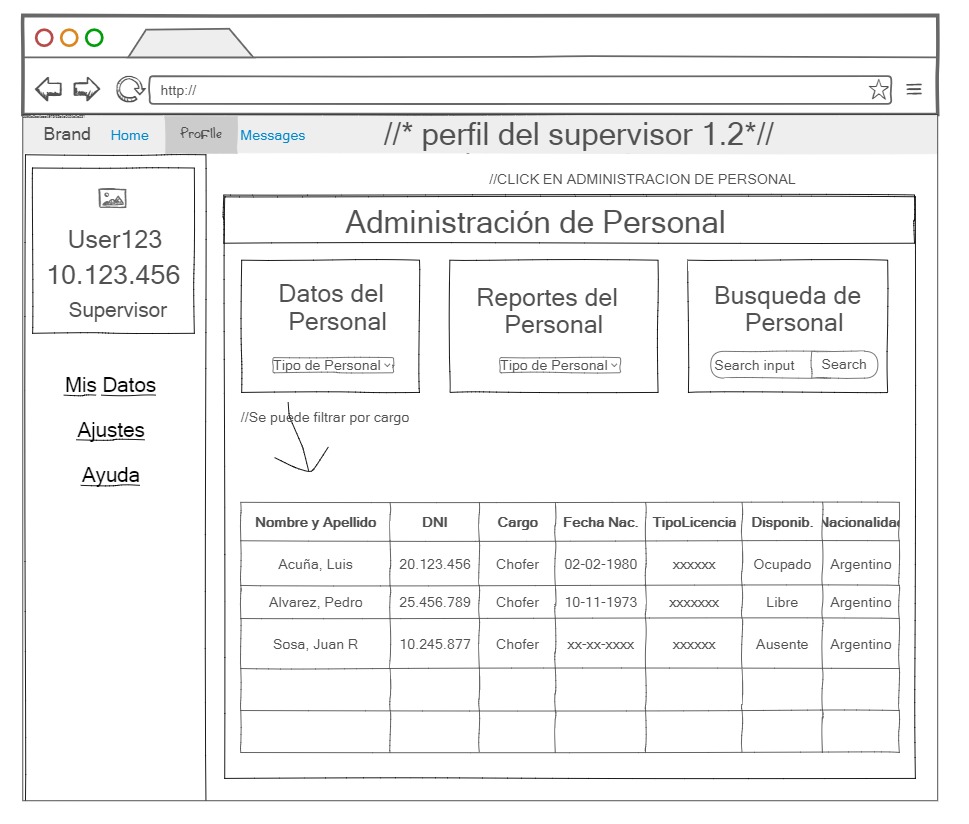 http://
Brand Home Profile Messages //* perfil del supervisor 1.2*//
//CLICK EN ADMINISTRACION DE PERSONAL
User123
10.123.456
Supervisor
Mis Datos
Ajustes
Ayuda
Administración de Personal
Datos del
Personal
Tipo de Personal
Reportes del
Personal
Tipo de Personal
Busqueda de
Personal
Search input Search
//Se puede filtrar por cargo
Nombre y Apellido DNI Cargo Fecha Nac. TipoLicencia Disponib. Nacionalidad
Acuña, Luis 20.123.456 Chofer 02-02-1980 xxxxxx Ocupado Argentino
Alvarez, Pedro 25.456.789 Chofer 10-11-1973 xxxxxxx Libre Argentino
Sosa, Juan R 10.245.877 Chofer xx-xx-xxxx xxxxxx Ausente Argentino